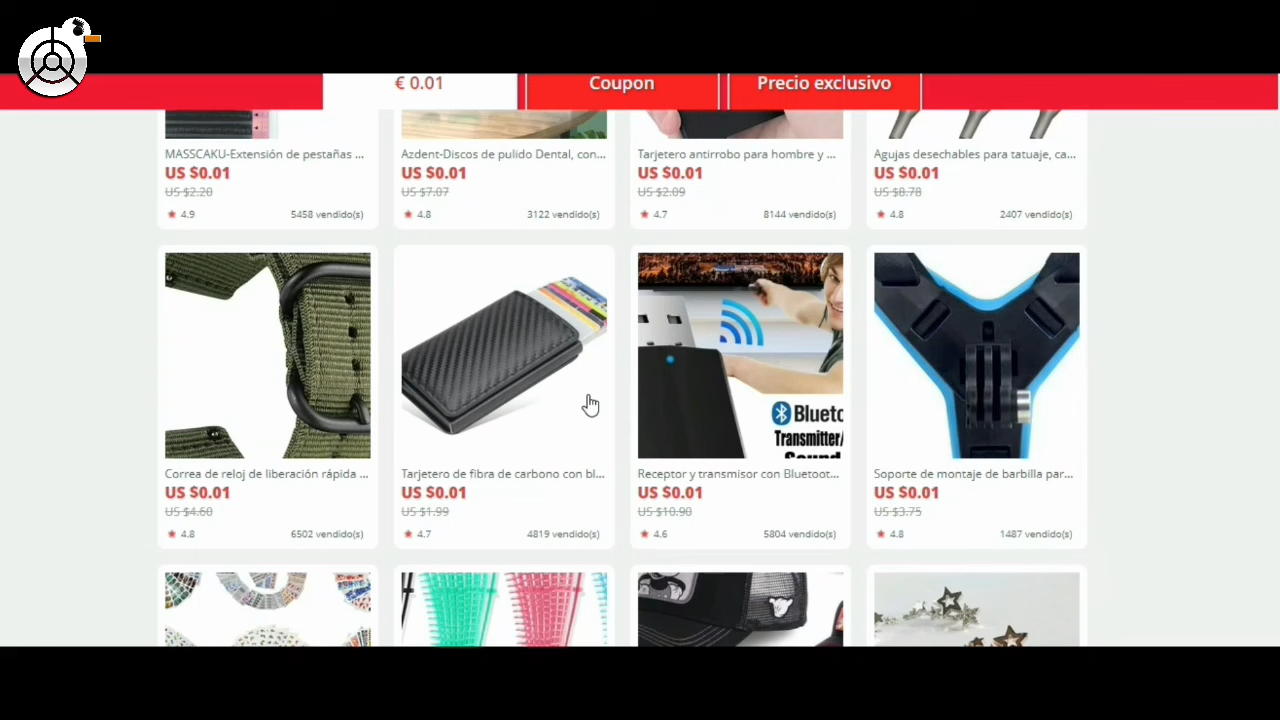 € 0.01
Coupon
Precio exclusivo
MASSCAKU-Extensión de pestañas ...
US $0.01
US $2.20
4.9
5458 vendido(s)
Azdent-Discos de pulido Dental, con...
US $0.01
US $7.07
4.8
3122 vendido(s)
Tarjetero antirrobo para hombre y ...
US $0.01
US $2.09
4.7
8144 vendido(s)
Agujas desechables para tatuaje, ca...
US $0.01
US $8.78
4.8
2407 vendido(s)
Correa de reloj de liberación rápida ...
US $0.01
US $4.60
4.8
6502 vendido(s)
Tarjetero de fibra de carbono con bl...
US $0.01
US $1.99
4.7
4819 vendido(s)
Blueto
Transmitter/
Sound
Receptor y transmisor con Bluetoot...
US $0.01
US $10.90
4.6
5804 vendido(s)
Soporte de montaje de barbilla par...
US $0.01
US $3.75
4.8
1487 vendido(s)